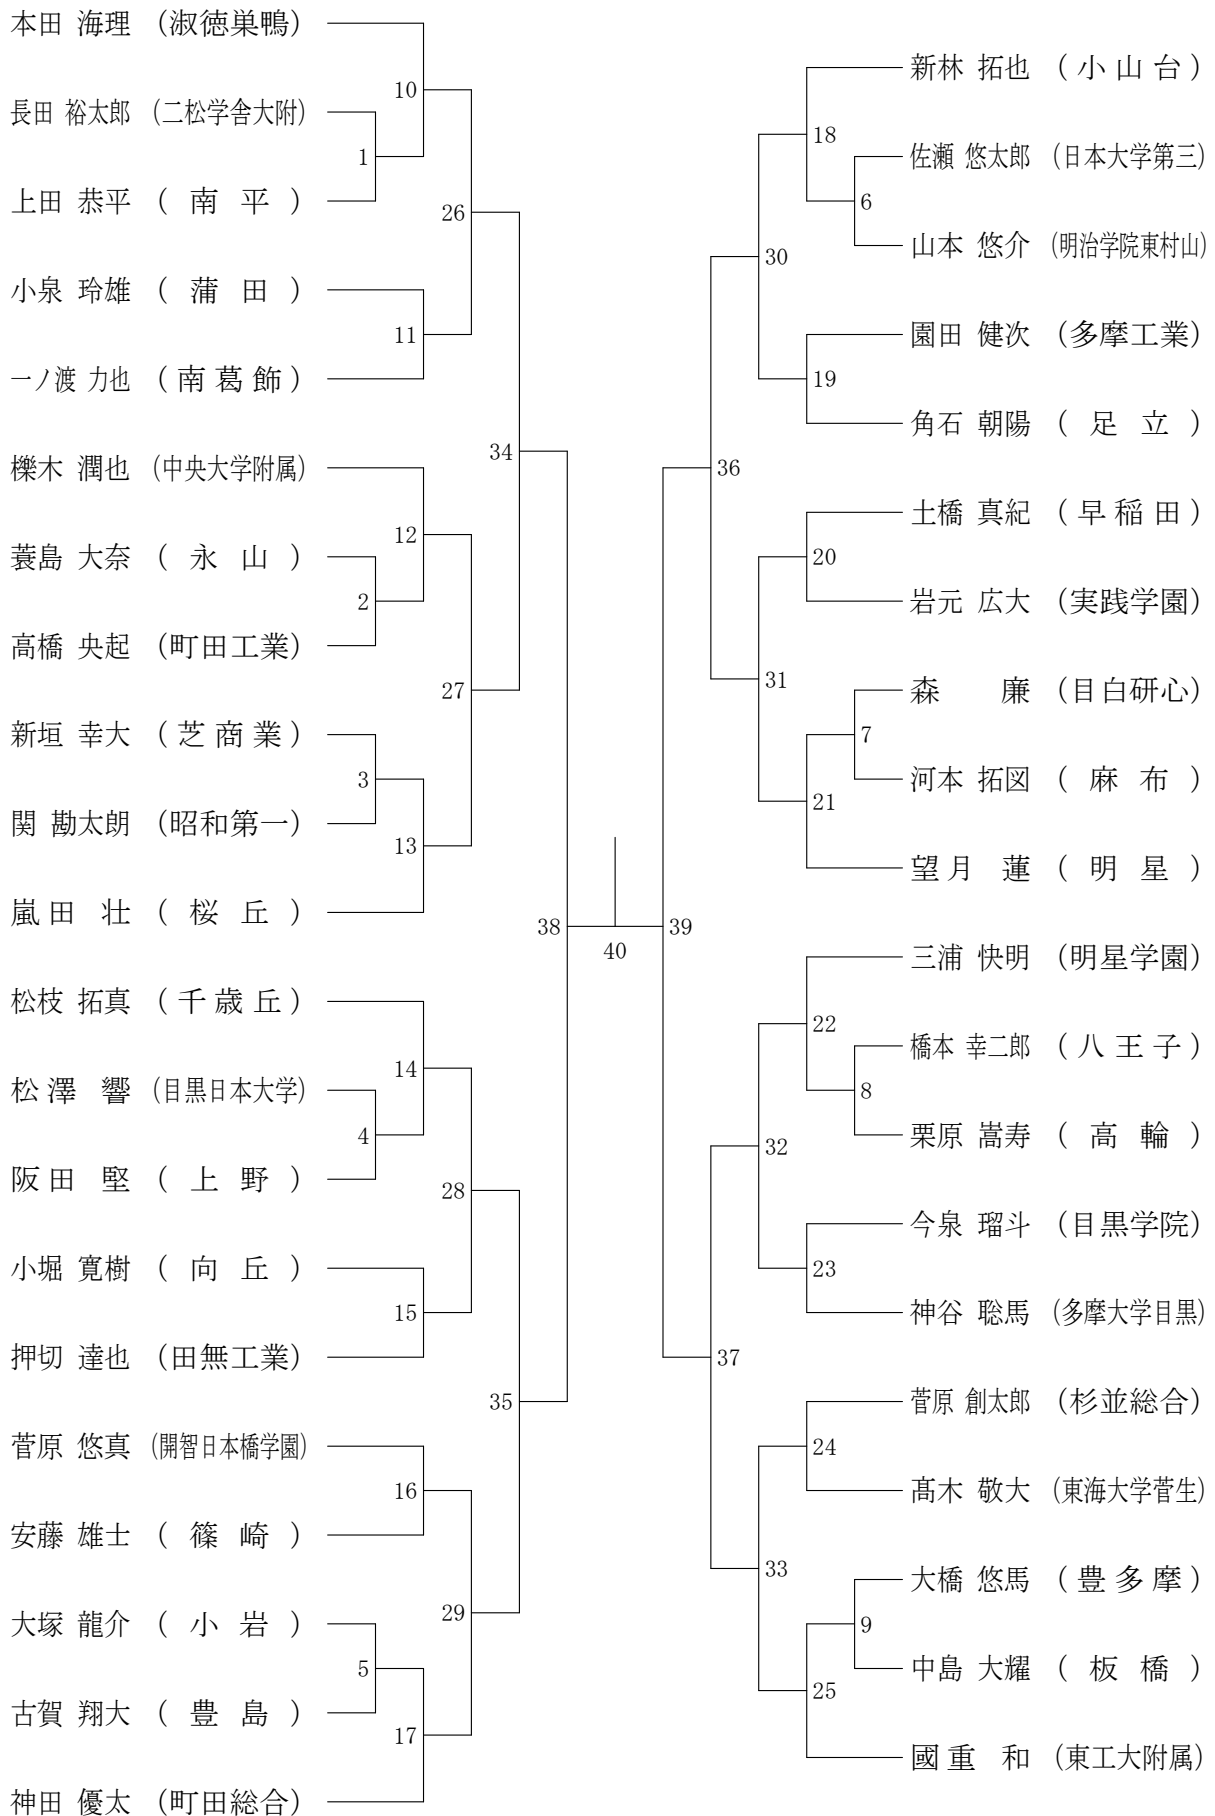 本田 海理 （淑徳巣鴨）
長田 裕太郎 （二松学舎大附）
上田 恭平 （南平）
小泉 玲雄 （蒲田）
一ノ渡 力也 （南葛飾）
櫟木 潤也 （中央大学附属）
蓑島 大奈 （永山）
高橋 央起 （町田工業）
新垣 幸大 （芝商業）
関 勘太朗 （昭和第一）
嵐田 壮 （桜丘）
松枝 拓真 （千歳丘）
松澤 響 （目黒日本大学）
阪田 堅 （上野）
小堀 寛樹 （向丘）
押切 達也 （田無工業）
菅原 悠真 （開智日本橋学園）
安藤 雄士 （篠崎）
大塚 龍介 （小岩）
古賀 翔大 （豊島）
神田 優太 （町田総合）
1
2
3
4
5
10
11
12
13
14
15
16
17
26
27
28
29
34
35
38
40
39
36
37
30
31
32
33
18
19
20
21
22
23
24
25
6
7
8
9
新林 拓也 （小山台）
佐瀬 悠太郎 （日本大学第三）
山本 悠介 （明治学院東村山）
園田 健次 （多摩工業）
角石 朝陽 （足立）
土橋 真紀 （早稲田）
岩元 広大 （実践学園）
森 廉 （目白研心）
河本 拓図 （麻布）
望月 蓮 （明星）
三浦 快明 （明星学園）
橋本 幸二郎 （八王子）
栗原 嵩寿 （高輪）
今泉 瑠斗 （目黒学院）
神谷 聡馬 （多摩大学目黒）
菅原 創太郎 （杉並総合）
髙木 敬大 （東海大学菅生）
大橋 悠馬 （豊多摩）
中島 大耀 （板橋）
國重 和 （東工大附属）